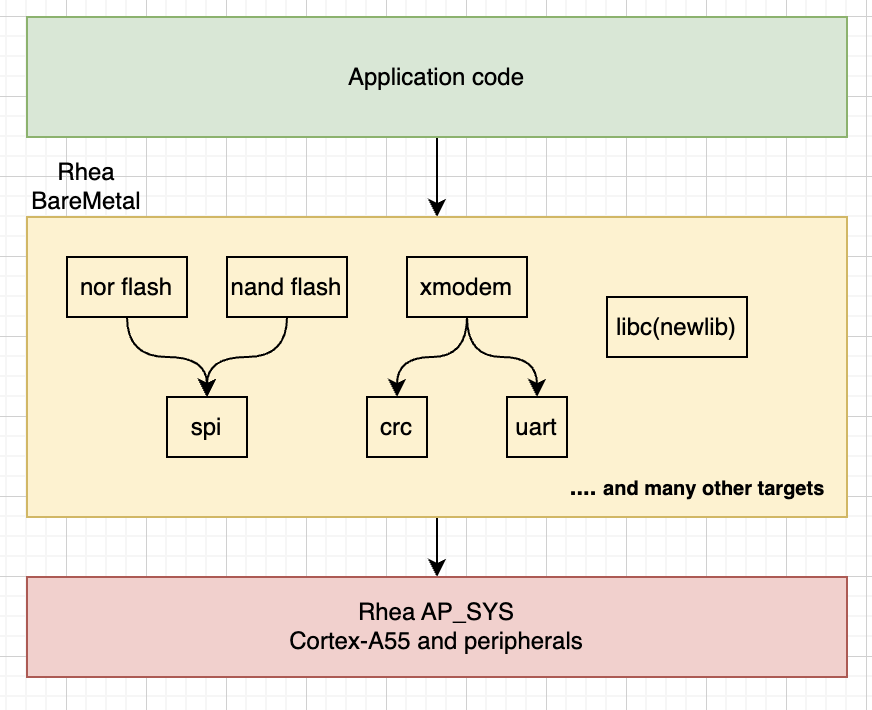 Application code
Rhea
BareMetal
nor flash
nand flash
xmodem
libc(newlib)
spi
crc
uart
.... and many other targets
Rhea AP_SYS
Cortex-A55 and peripherals